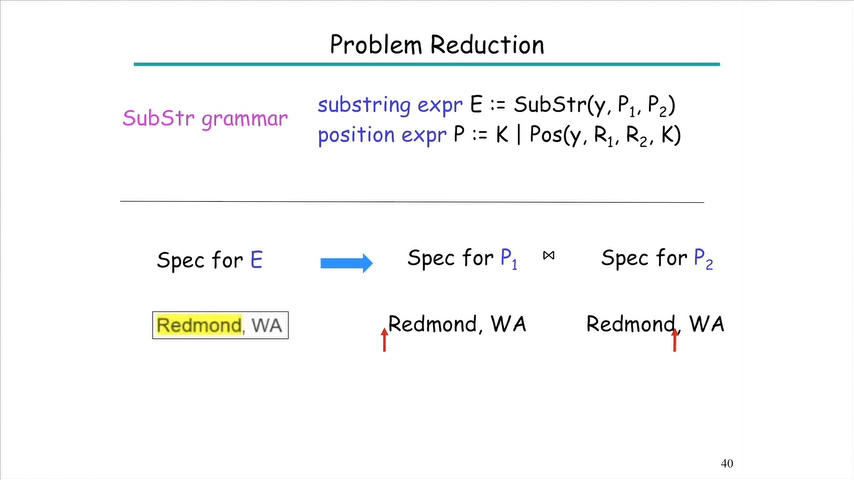 Problem Reduction
SubStr grammar
substring expr E := SubStr(y, P1, P2)
position expr P := K | Pos(y, R1, R2, K)
Spec for E
Spec for P1 ⋈ Spec for P2
Redmond, WA
Redmond, WA
Redmond, WA
40